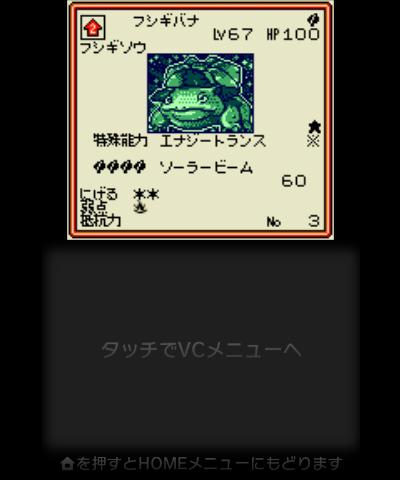 2 フシギバナ
Lv67 HP100
フシギソウ
特殊能力 エナジートランス ※
ソーラービーム
60
にげる
弱点
抵抗力 No 3
タッチでVCメニューへ
を押すとHOMEメニューにもどります